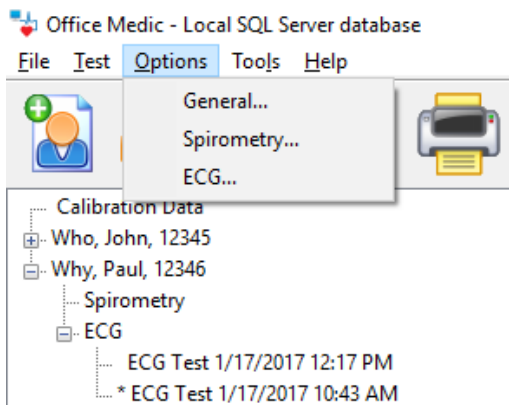 Office Medic - Local SQL Server database
File Test Options Tools Help
General...
Spirometry...
ECG...
Calibration Data
Who, John, 12345
Why, Paul, 12346
Spirometry
ECG
ECG Test 1/17/2017 12:17 PM
* ECG Test 1/17/2017 10:43 AM